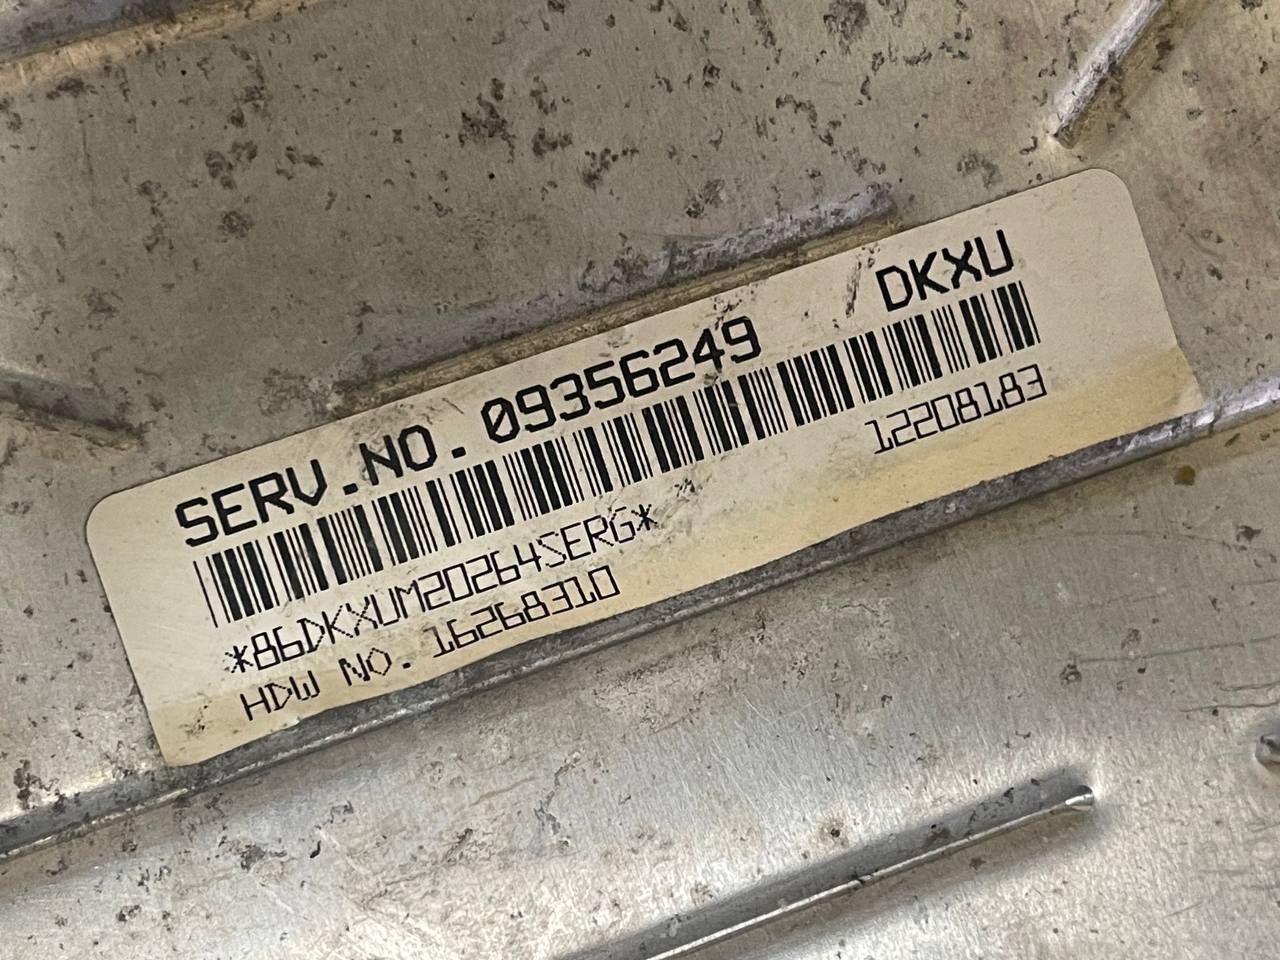 DKXU
SERV.NO. 09356249
12208183
*86DKXUM20264SERG*
HDW NO. 16268310